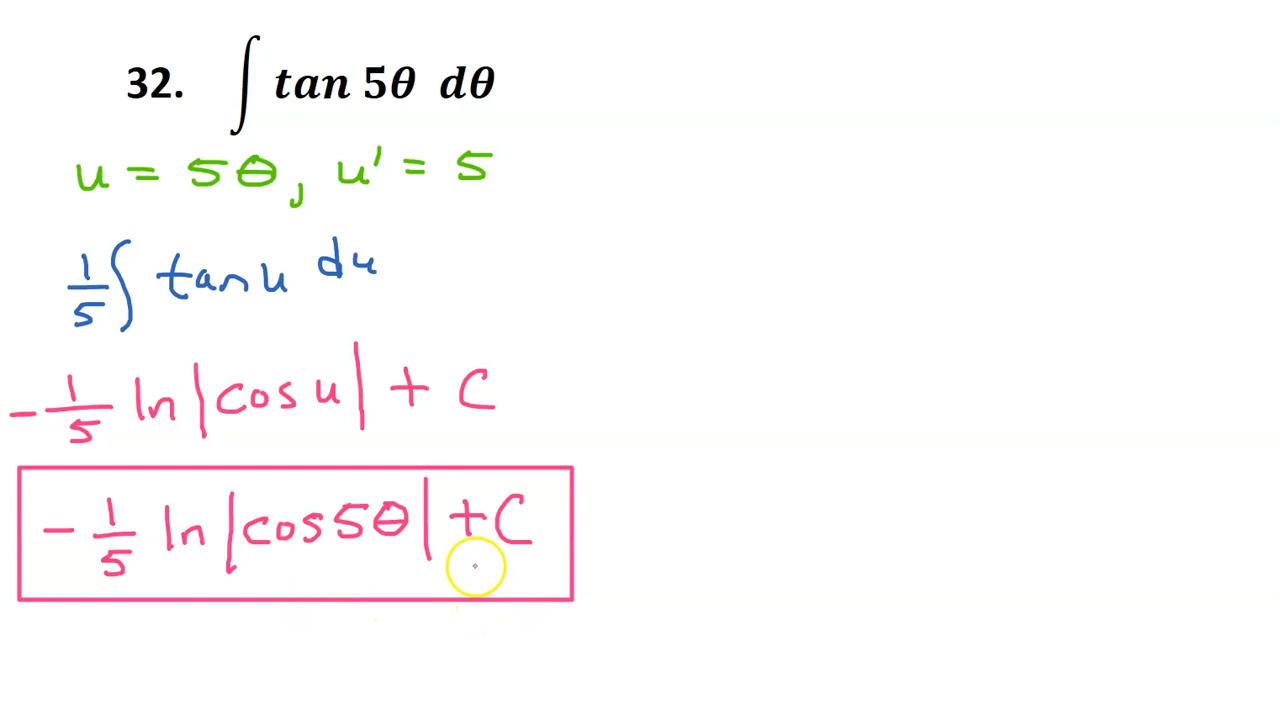 32. ∫ tan 5θ dθ
u = 5θ, u' = 5
1/5 ∫ tan u du
- 1/5 ln |cos u| + C
- 1/5 ln |cos 5θ| + C